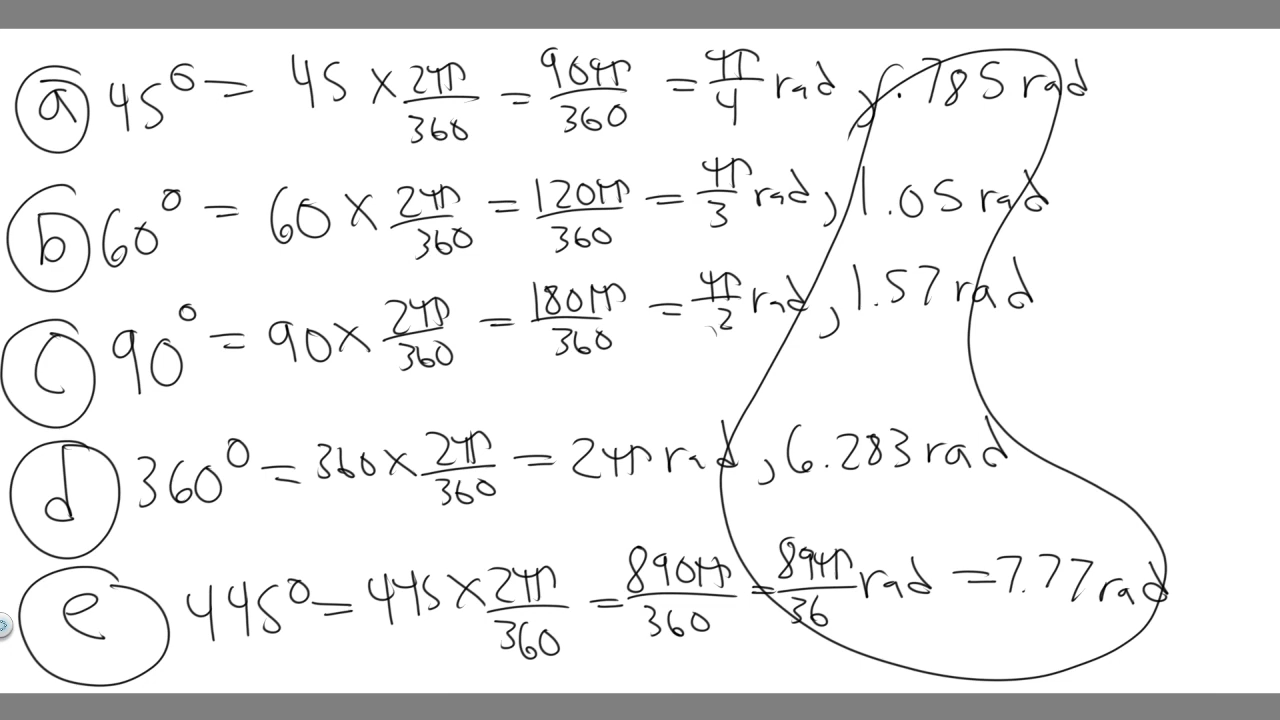 a 45° = 45 × 2π/360 = 90π/360 = π/4 rad, .785 rad
b 60° = 60 × 2π/360 = 120π/360 = π/3 rad, 1.05 rad
c 90° = 90 × 2π/360 = 180π/360 = π/2 rad, 1.57 rad
d 360° = 360 × 2π/360 = 2π rad, 6.283 rad
e 445° = 445 × 2π/360 = 890π/360 = 89π/36 rad = 7.77 rad